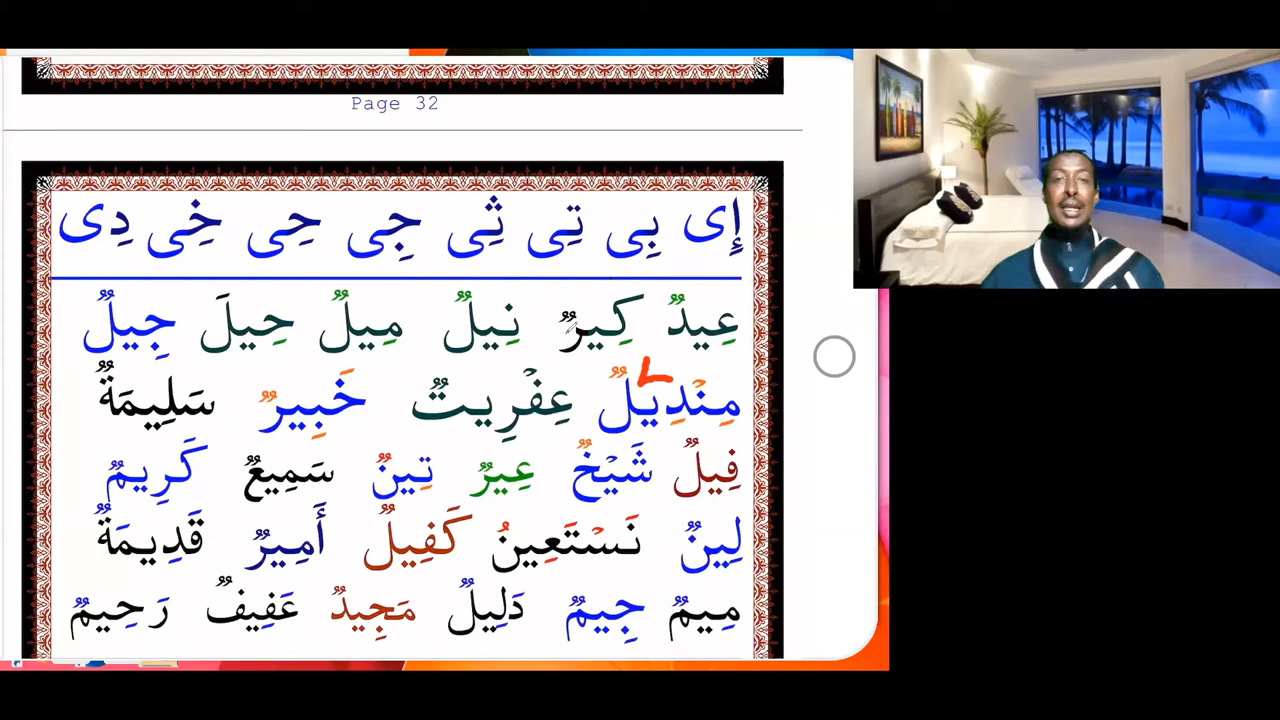 Page 32
إِى بِى تِى ثِى جِى حِى خِى دِى
عِيدٌ كِيرٌ نِيلٌ مِيلٌ حِيلَ جِيلٌ
مِنْدِيلٌ عِفْرِيتٌ خَبِيرٌ سَلِيمَةٌ
فِيلٌ شَيْخٌ عِيرٌ تِينٌ سَمِيعٌ كَرِيمٌ
لِينٌ نَسْتَعِينُ كَفِيلٌ أَمِيرٌ قَدِيمَةٌ
مِيمٌ جِيمٌ دَلِيلٌ مَجِيدٌ عَفِيفٌ رَحِيمٌ